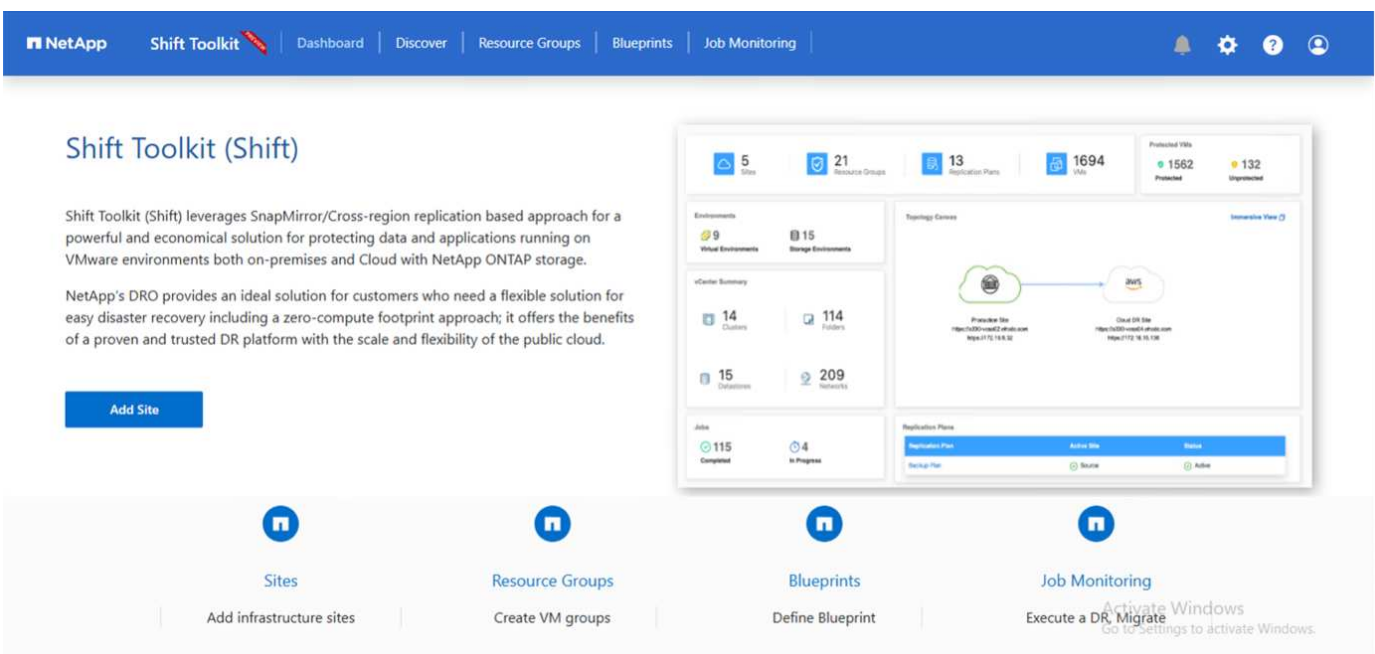 NetApp Shift Toolkit PREVIEW Dashboard Discover Resource Groups Blueprints Job Monitoring
Shift Toolkit (Shift)
Shift Toolkit (Shift) leverages SnapMirror/Cross-region replication based approach for a
powerful and economical solution for protecting data and applications running on
VMware environments both on-premises and Cloud with NetApp ONTAP storage.
NetApp's DRO provides an ideal solution for customers who need a flexible solution for
easy disaster recovery including a zero-compute footprint approach; it offers the benefits
of a proven and trusted DR platform with the scale and flexibility of the public cloud.
Add Site
5
Sites
21
Resource Groups
13
Replication Plans
1694
VMs
Protected VMs
1562
Protected
132
Unprotected
Environments
9
Virtual Environments
15
Storage Environments
vCenter Summary
14
Clusters
114
Folders
15
Datastores
209
Networks
Topology Canvas
Immersive View
aws
Production Site
Cloud DR Site
Jobs
115
Completed
4
In Progress
Replication Plans
Replication Plan Active Site Status
Backup Plan Source Active
Sites
Add infrastructure sites
Resource Groups
Create VM groups
Blueprints
Define Blueprint
Job Monitoring
Execute a DR, Migrate
Activate Windows
Go to Settings to activate Windows.